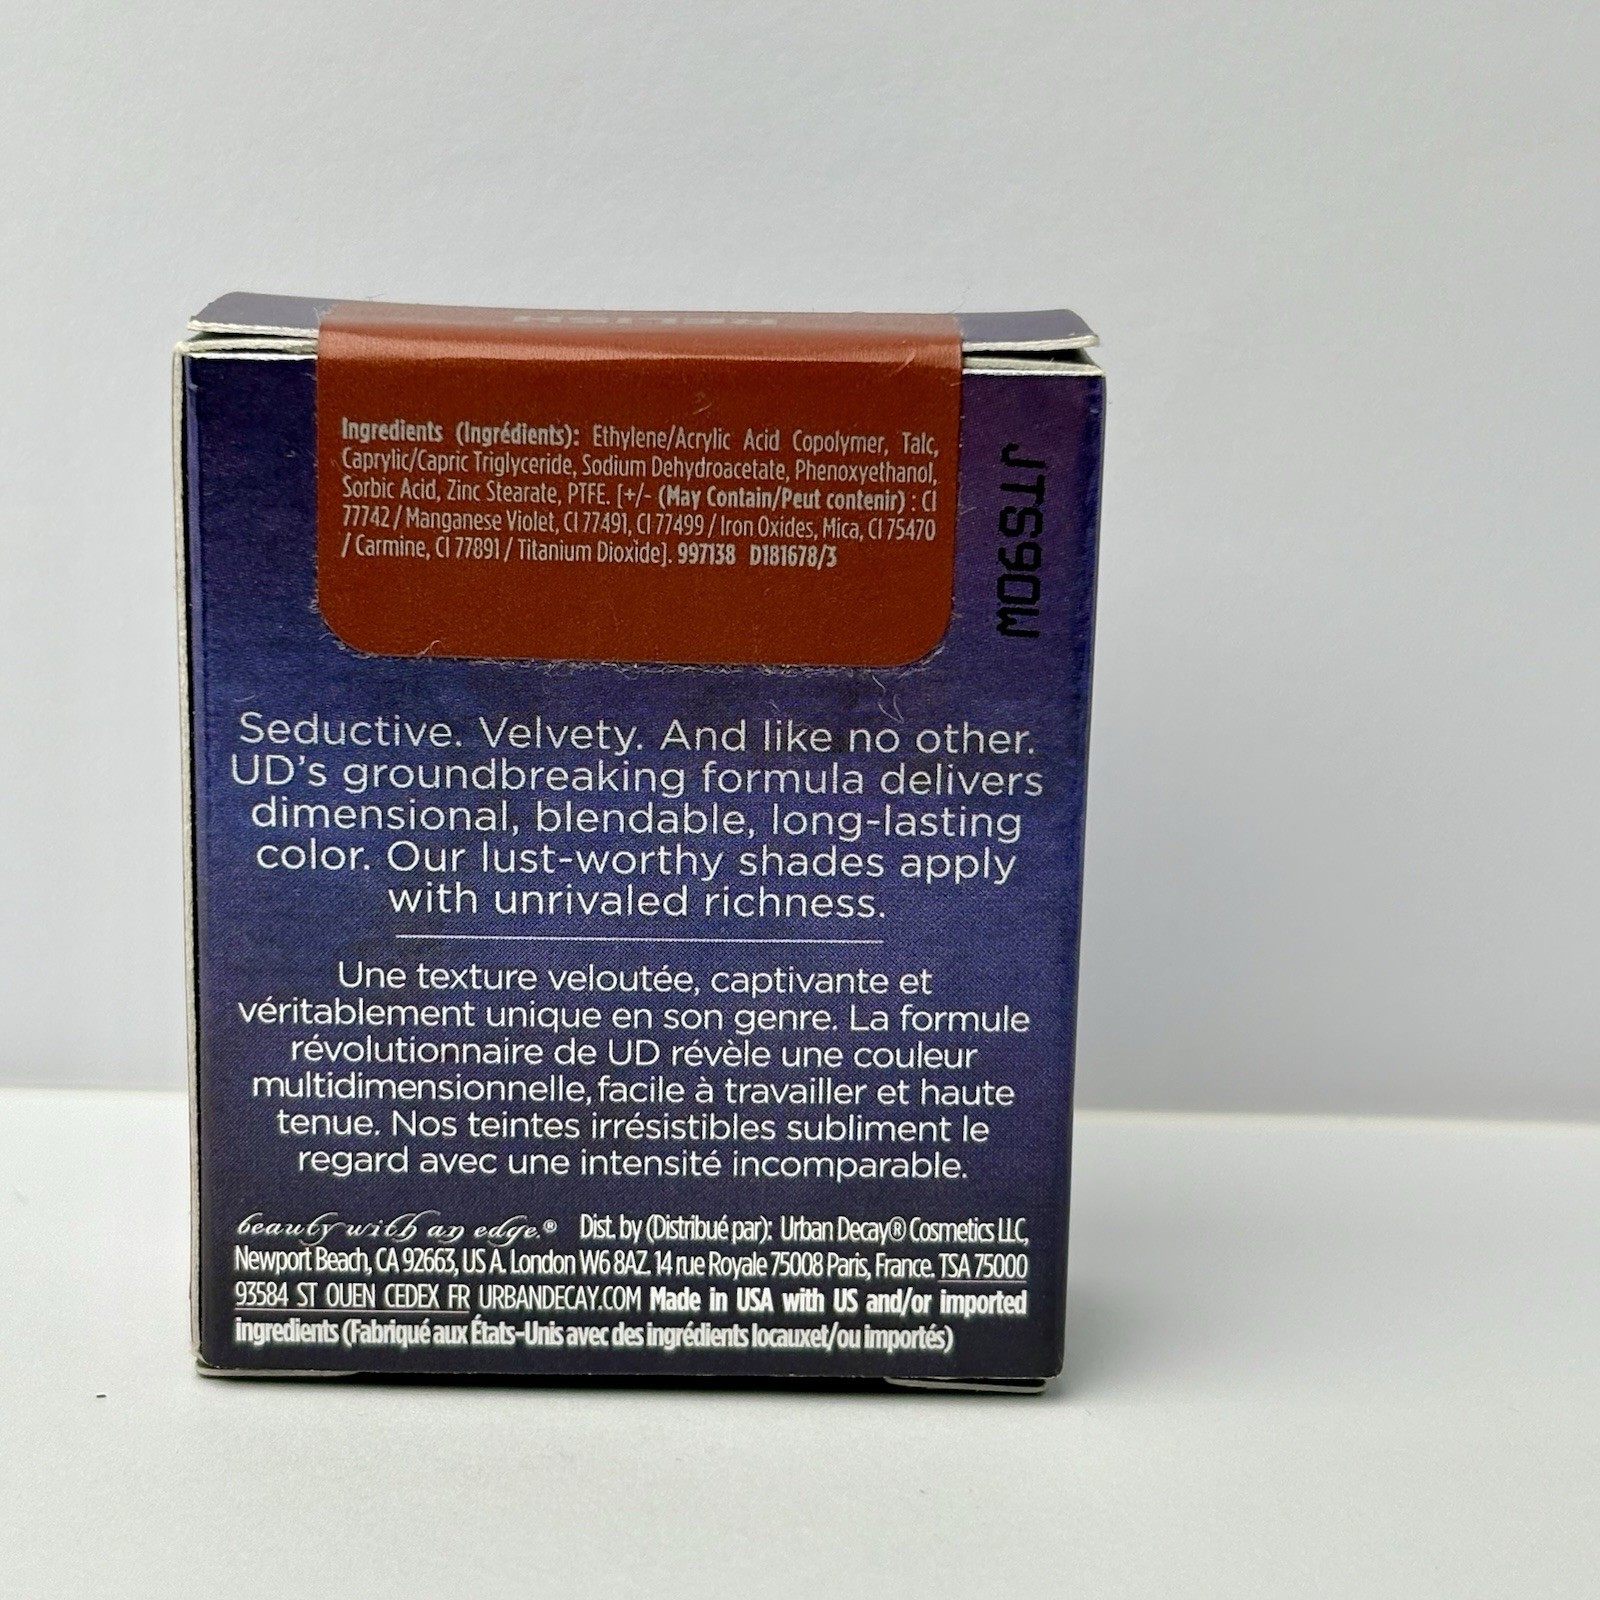 Ingredients (Ingrédients): Ethylene/Acrylic Acid Copolymer, Talc,
Caprylic/Capric Triglyceride, Sodium Dehydroacetate, Phenoxyethanol,
Sorbic Acid, Zinc Stearate, PTFE. [+/- (May Contain/Peut contenir) : CI
77742 / Manganese Violet, CI 77491, CI 77499 / Iron Oxides, Mica, CI 75470
/ Carmine, CI 77891 / Titanium Dioxide]. 997138 D181678/3
JTS90W
Seductive. Velvety. And like no other.
UD's groundbreaking formula delivers
dimensional, blendable, long-lasting
color. Our lust-worthy shades apply
with unrivaled richness.
Une texture veloutée, captivante et
véritablement unique en son genre. La formule
révolutionnaire de UD révèle une couleur
multidimensionnelle, facile à travailler et haute
tenue. Nos teintes irrésistibles subliment le
regard avec une intensité incomparable.
beauty with an edge.® Dist. by (Distribué par): Urban Decay® Cosmetics LLC,
Newport Beach, CA 92663, US A. London W6 8AZ. 14 rue Royale 75008 Paris, France. TSA 75000
93584 ST OUEN CEDEX FR URBANDECAY.COM Made in USA with US and/or imported
ingredients (Fabriqué aux États-Unis avec des ingrédients locauxet/ou importés)